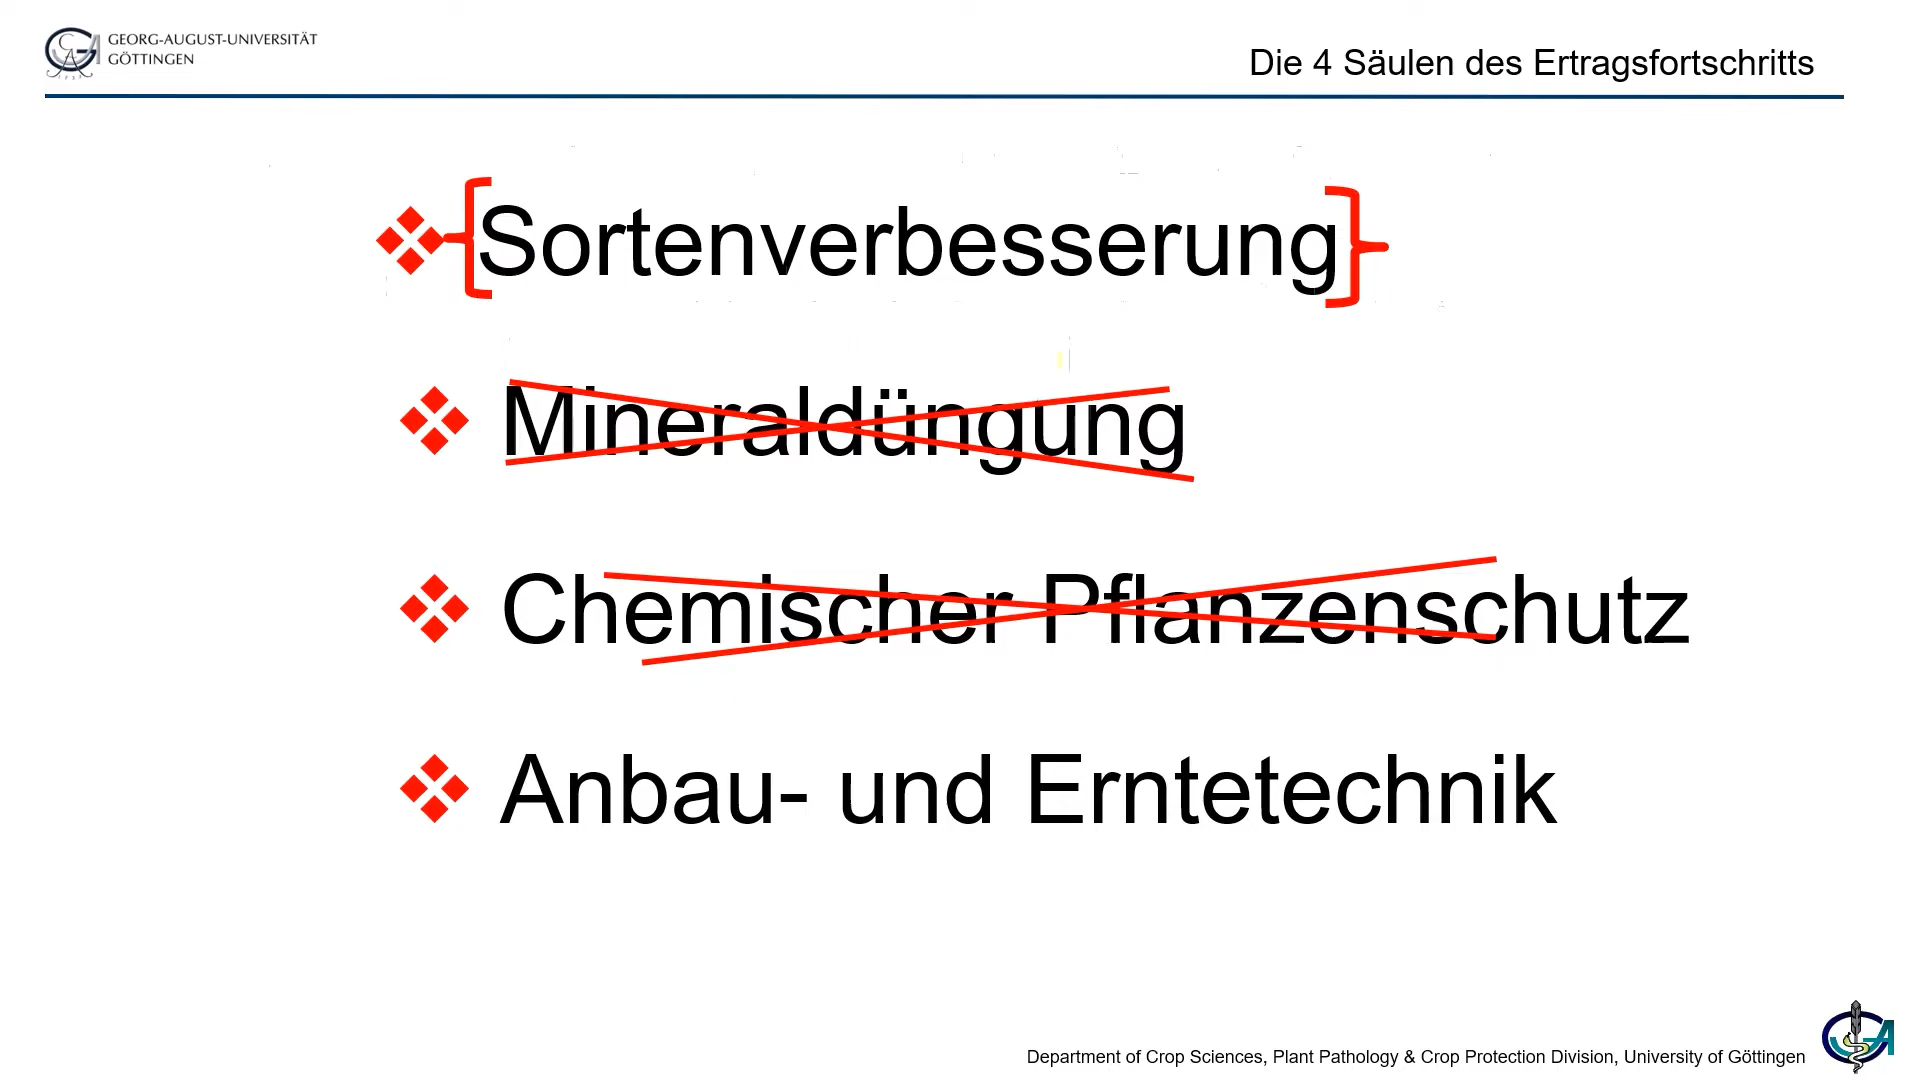 GEORG-AUGUST-UNIVERSITÄT
GÖTTINGEN
Die 4 Säulen des Ertragsfortschritts
Sortenverbesserung
Mineraldüngung
Chemischer Pflanzenschutz
Anbau- und Erntetechnik
Department of Crop Sciences, Plant Pathology & Crop Protection Division, University of Göttingen